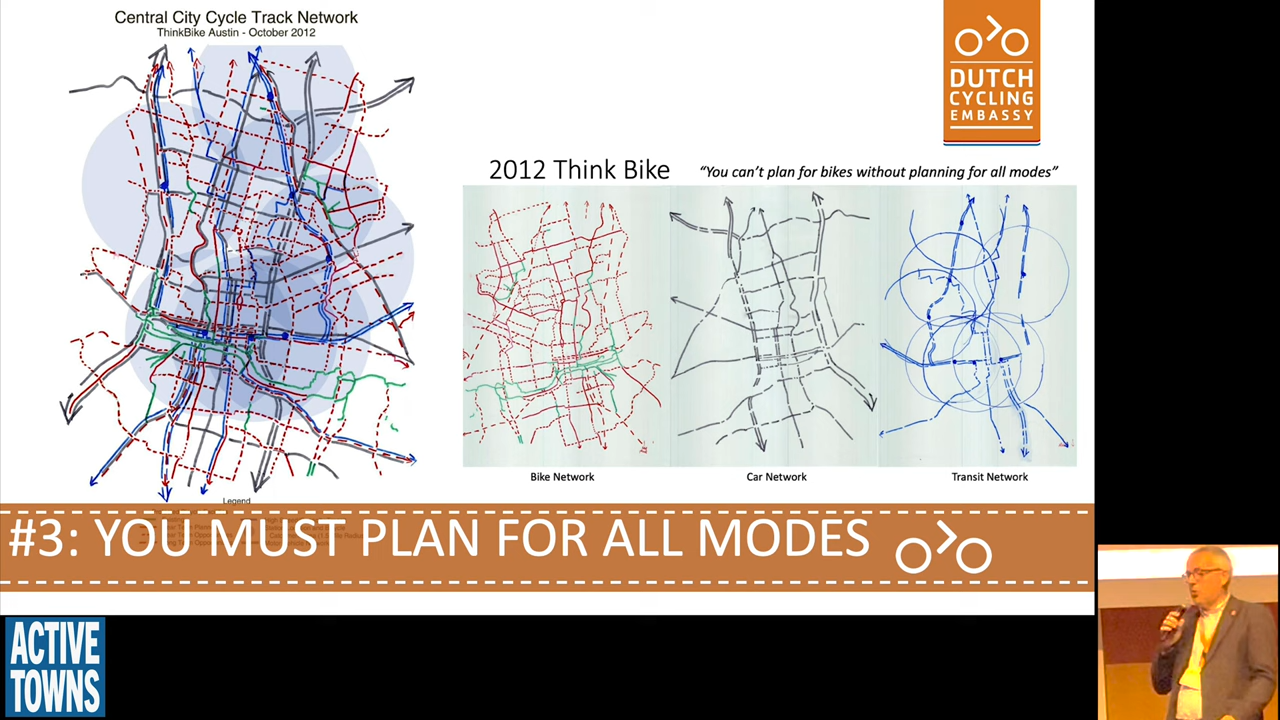 Central City Cycle Track Network
ThinkBike Austin - October 2012
DUTCH
CYCLING
EMBASSY
2012 Think Bike
“You can’t plan for bikes without planning for all modes”
Bike Network
Car Network
Transit Network
Legend
#3: YOU MUST PLAN FOR ALL MODES
ACTIVE
TOWNS